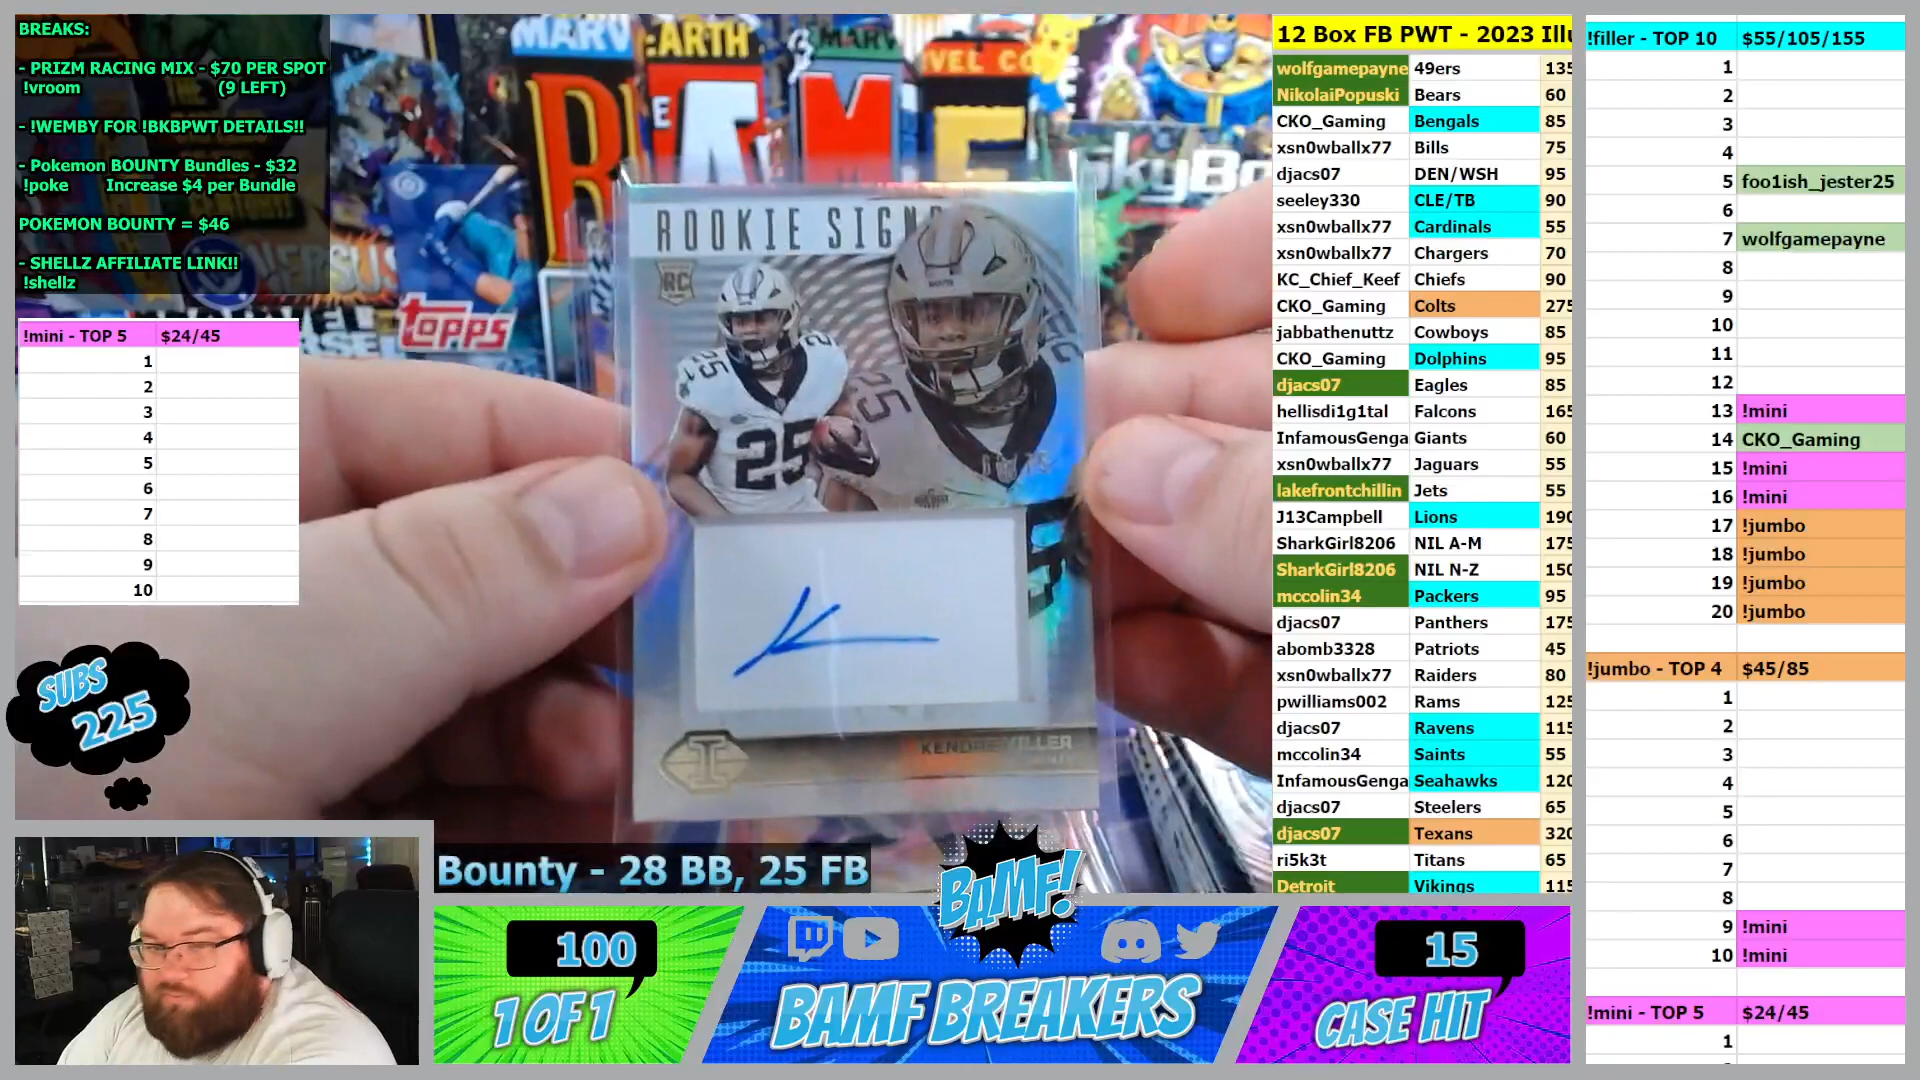 BREAKS:
- PRIZM RACING MIX - $70 PER SPOT
!vroom (9 LEFT)
- !WEMBY FOR !BKBPWT DETAILS!!
- Pokemon BOUNTY Bundles - $32
!poke Increase $4 per Bundle
POKEMON BOUNTY = $46
- SHELLZ AFFILIATE LINK!!
!shellz
!mini - TOP 5 $24/45
1
2
3
4
5
6
7
8
9
10
SUBS
225
MARV
EARTH
MARV
VEL
BAMF
topps
SkyBo
ROOKIE SIGN
RC
25
25
25
I
Bounty - 28 BB, 25 FB
BAMF!
100
1 OF 1
BAMF BREAKERS
15
CASE HIT
12 Box FB PWT - 2023 Illu
wolfgamepayne 49ers 135
NikolaiPopuski Bears 60
CKO_Gaming Bengals 85
xsn0wballx77 Bills 75
djacs07 DEN/WSH 95
seeley330 CLE/TB 90
xsn0wballx77 Cardinals 55
xsn0wballx77 Chargers 70
KC_Chief_Keef Chiefs 90
CKO_Gaming Colts 275
jabbathenuttz Cowboys 85
CKO_Gaming Dolphins 95
djacs07 Eagles 85
hellisdi1g1tal Falcons 165
InfamousGenga Giants 60
xsn0wballx77 Jaguars 55
lakefrontchillin Jets 55
J13Campbell Lions 190
SharkGirl8206 NIL A-M 175
SharkGirl8206 NIL N-Z 150
mccolin34 Packers 95
djacs07 Panthers 175
abomb3328 Patriots 45
xsn0wballx77 Raiders 80
pwilliams002 Rams 125
djacs07 Ravens 115
mccolin34 Saints 55
InfamousGenga Seahawks 120
djacs07 Steelers 65
djacs07 Texans 320
ri5k3t Titans 65
Detroit Vikings 115
!filler - TOP 10 $55/105/155
1
2
3
4
5 foo1ish_jester25
6
7 wolfgamepayne
8
9
10
11
12
13 !mini
14 CKO_Gaming
15 !mini
16 !mini
17 !jumbo
18 !jumbo
19 !jumbo
20 !jumbo
!jumbo - TOP 4 $45/85
1
2
3
4
5
6
7
8
9 !mini
10 !mini
!mini - TOP 5 $24/45
1